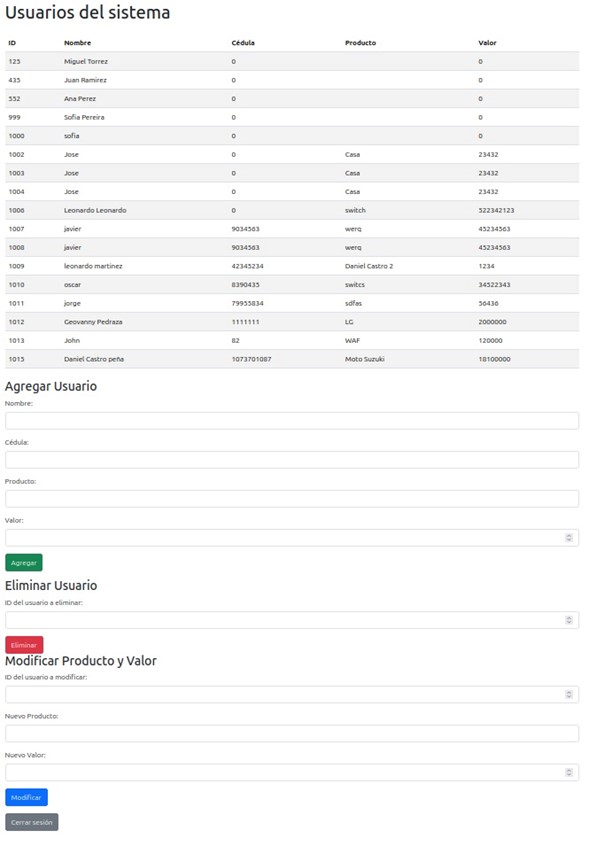 Usuarios del sistema
ID Nombre Cédula Producto Valor
125 Miguel Torrez 0 0
435 Juan Ramirez 0 0
552 Ana Perez 0 0
999 Sofia Pereira 0 0
1000 sofia 0 0
1002 Jose 0 Casa 23432
1003 Jose 0 Casa 23432
1004 Jose 0 Casa 23432
1006 Leonardo Leonardo 0 switch 522342123
1007 javier 9034563 werq 45234563
1008 javier 9034563 werq 45234563
1009 leonardo martinez 42345234 Daniel Castro 2 1234
1010 oscar 8390435 switcs 34522343
1011 jorge 79955834 sdfas 56436
1012 Geovanny Pedraza 1111111 LG 2000000
1013 John 82 WAF 120000
1015 Daniel Castro peña 1073701087 Moto Suzuki 18100000
Agregar Usuario
Nombre:
Cédula:
Producto:
Valor:
Agregar
Eliminar Usuario
ID del usuario a eliminar:
Eliminar
Modificar Producto y Valor
ID del usuario a modificar:
Nuevo Producto:
Nuevo Valor:
Modificar
Cerrar sesión